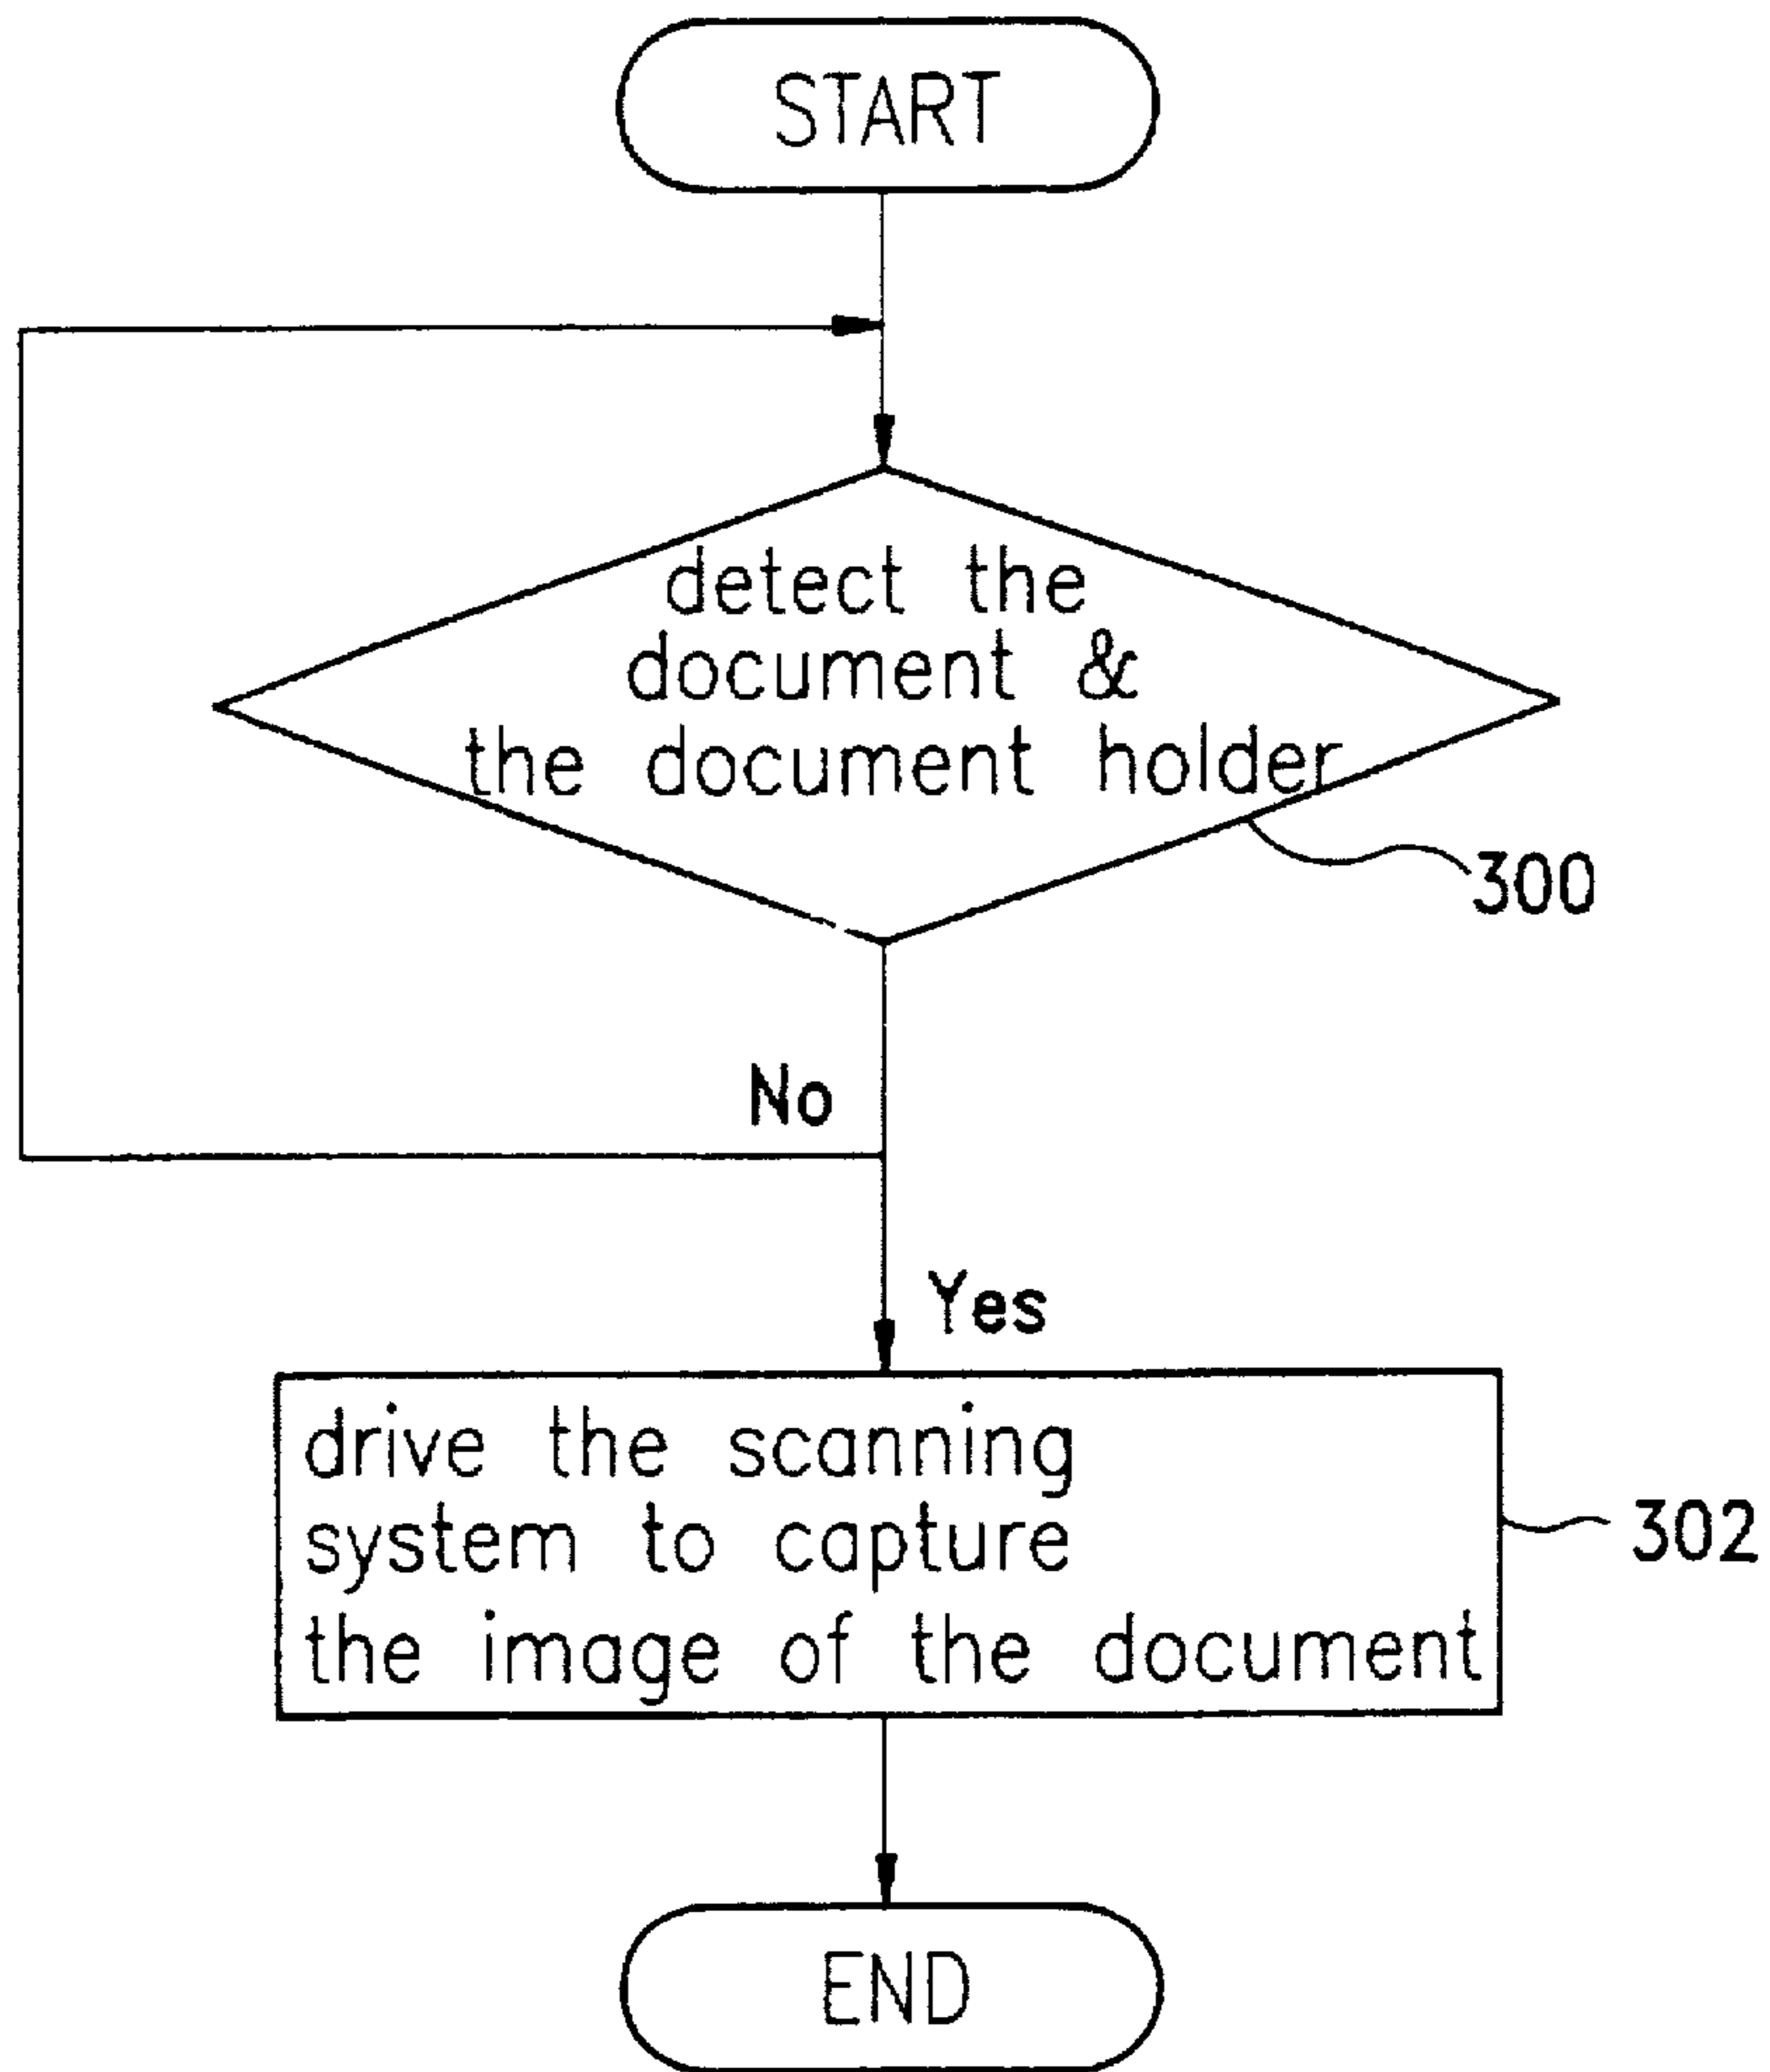 START
detect the
document &
the document holder
300
No
Yes
drive the scanning
system to capture
the image of the document
302
END